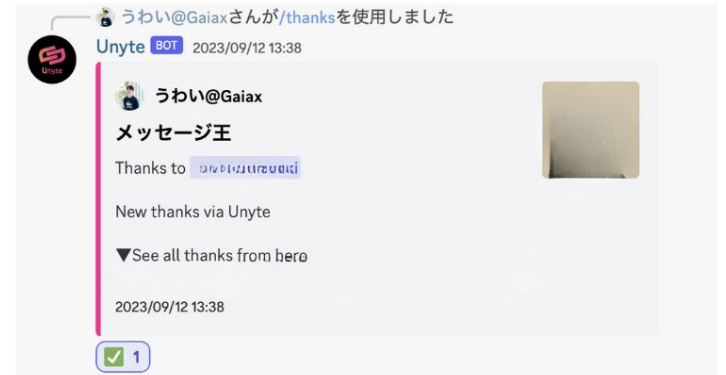 うわい@Gaiaxさんが/thanksを使用しました
Unyte BOT 2023/09/12 13:38
Unyte
うわい@Gaiax
メッセージ王
Thanks to
New thanks via Unyte
▼See all thanks from here
2023/09/12 13:38
1